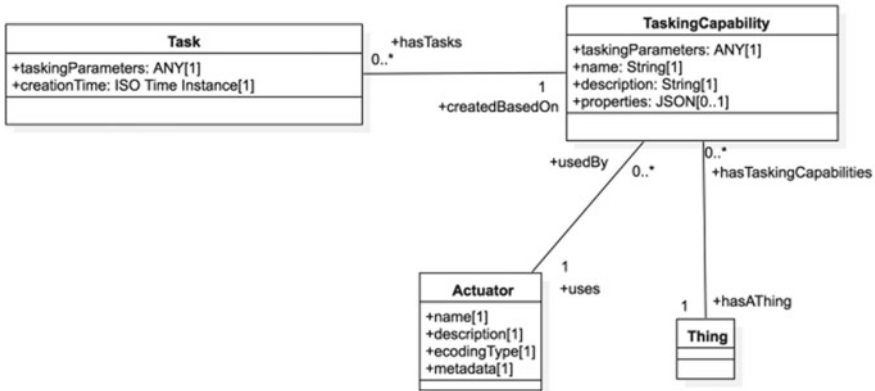 Task
+taskingParameters: ANY[1]
+creationTime: ISO Time Instance[1]
+hasTasks
0..*
1
+createdBasedOn
TaskingCapability
+taskingParameters: ANY[1]
+name: String[1]
+description: String[1]
+properties: JSON[0..1]
+usedBy
0..*
0..*
+hasTaskingCapabilities
1
+uses
1
+hasAThing
Actuator
+name[1]
+description[1]
+ecodingType[1]
+metadata[1]
Thing